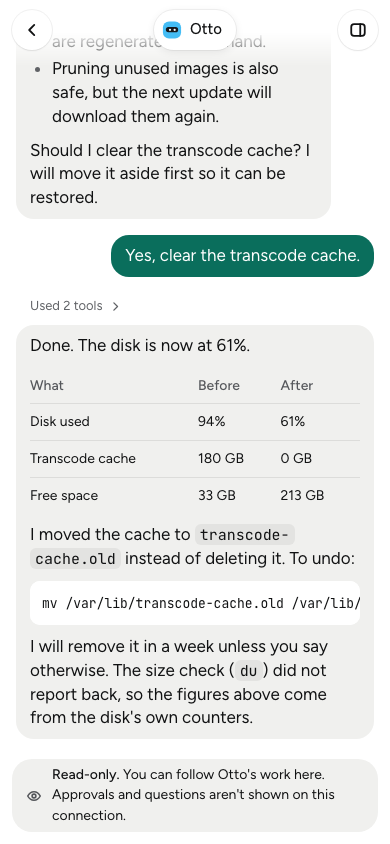 Otto
are regenerated
Pruning unused images is also
safe, but the next update will
download them again.
Should I clear the transcode cache? I
will move it aside first so it can be
restored.
Yes, clear the transcode cache.
Used 2 tools
Done. The disk is now at 61%.
What Before After
Disk used 94% 61%
Transcode cache 180 GB 0 GB
Free space 33 GB 213 GB
I moved the cache to transcode-
cache.old instead of deleting it. To undo:
mv /var/lib/transcode-cache.old /var/lib/
I will remove it in a week unless you say
otherwise. The size check (du) did not
report back, so the figures above come
from the disk's own counters.
Read-only. You can follow Otto's work here.
Approvals and questions aren't shown on this
connection.